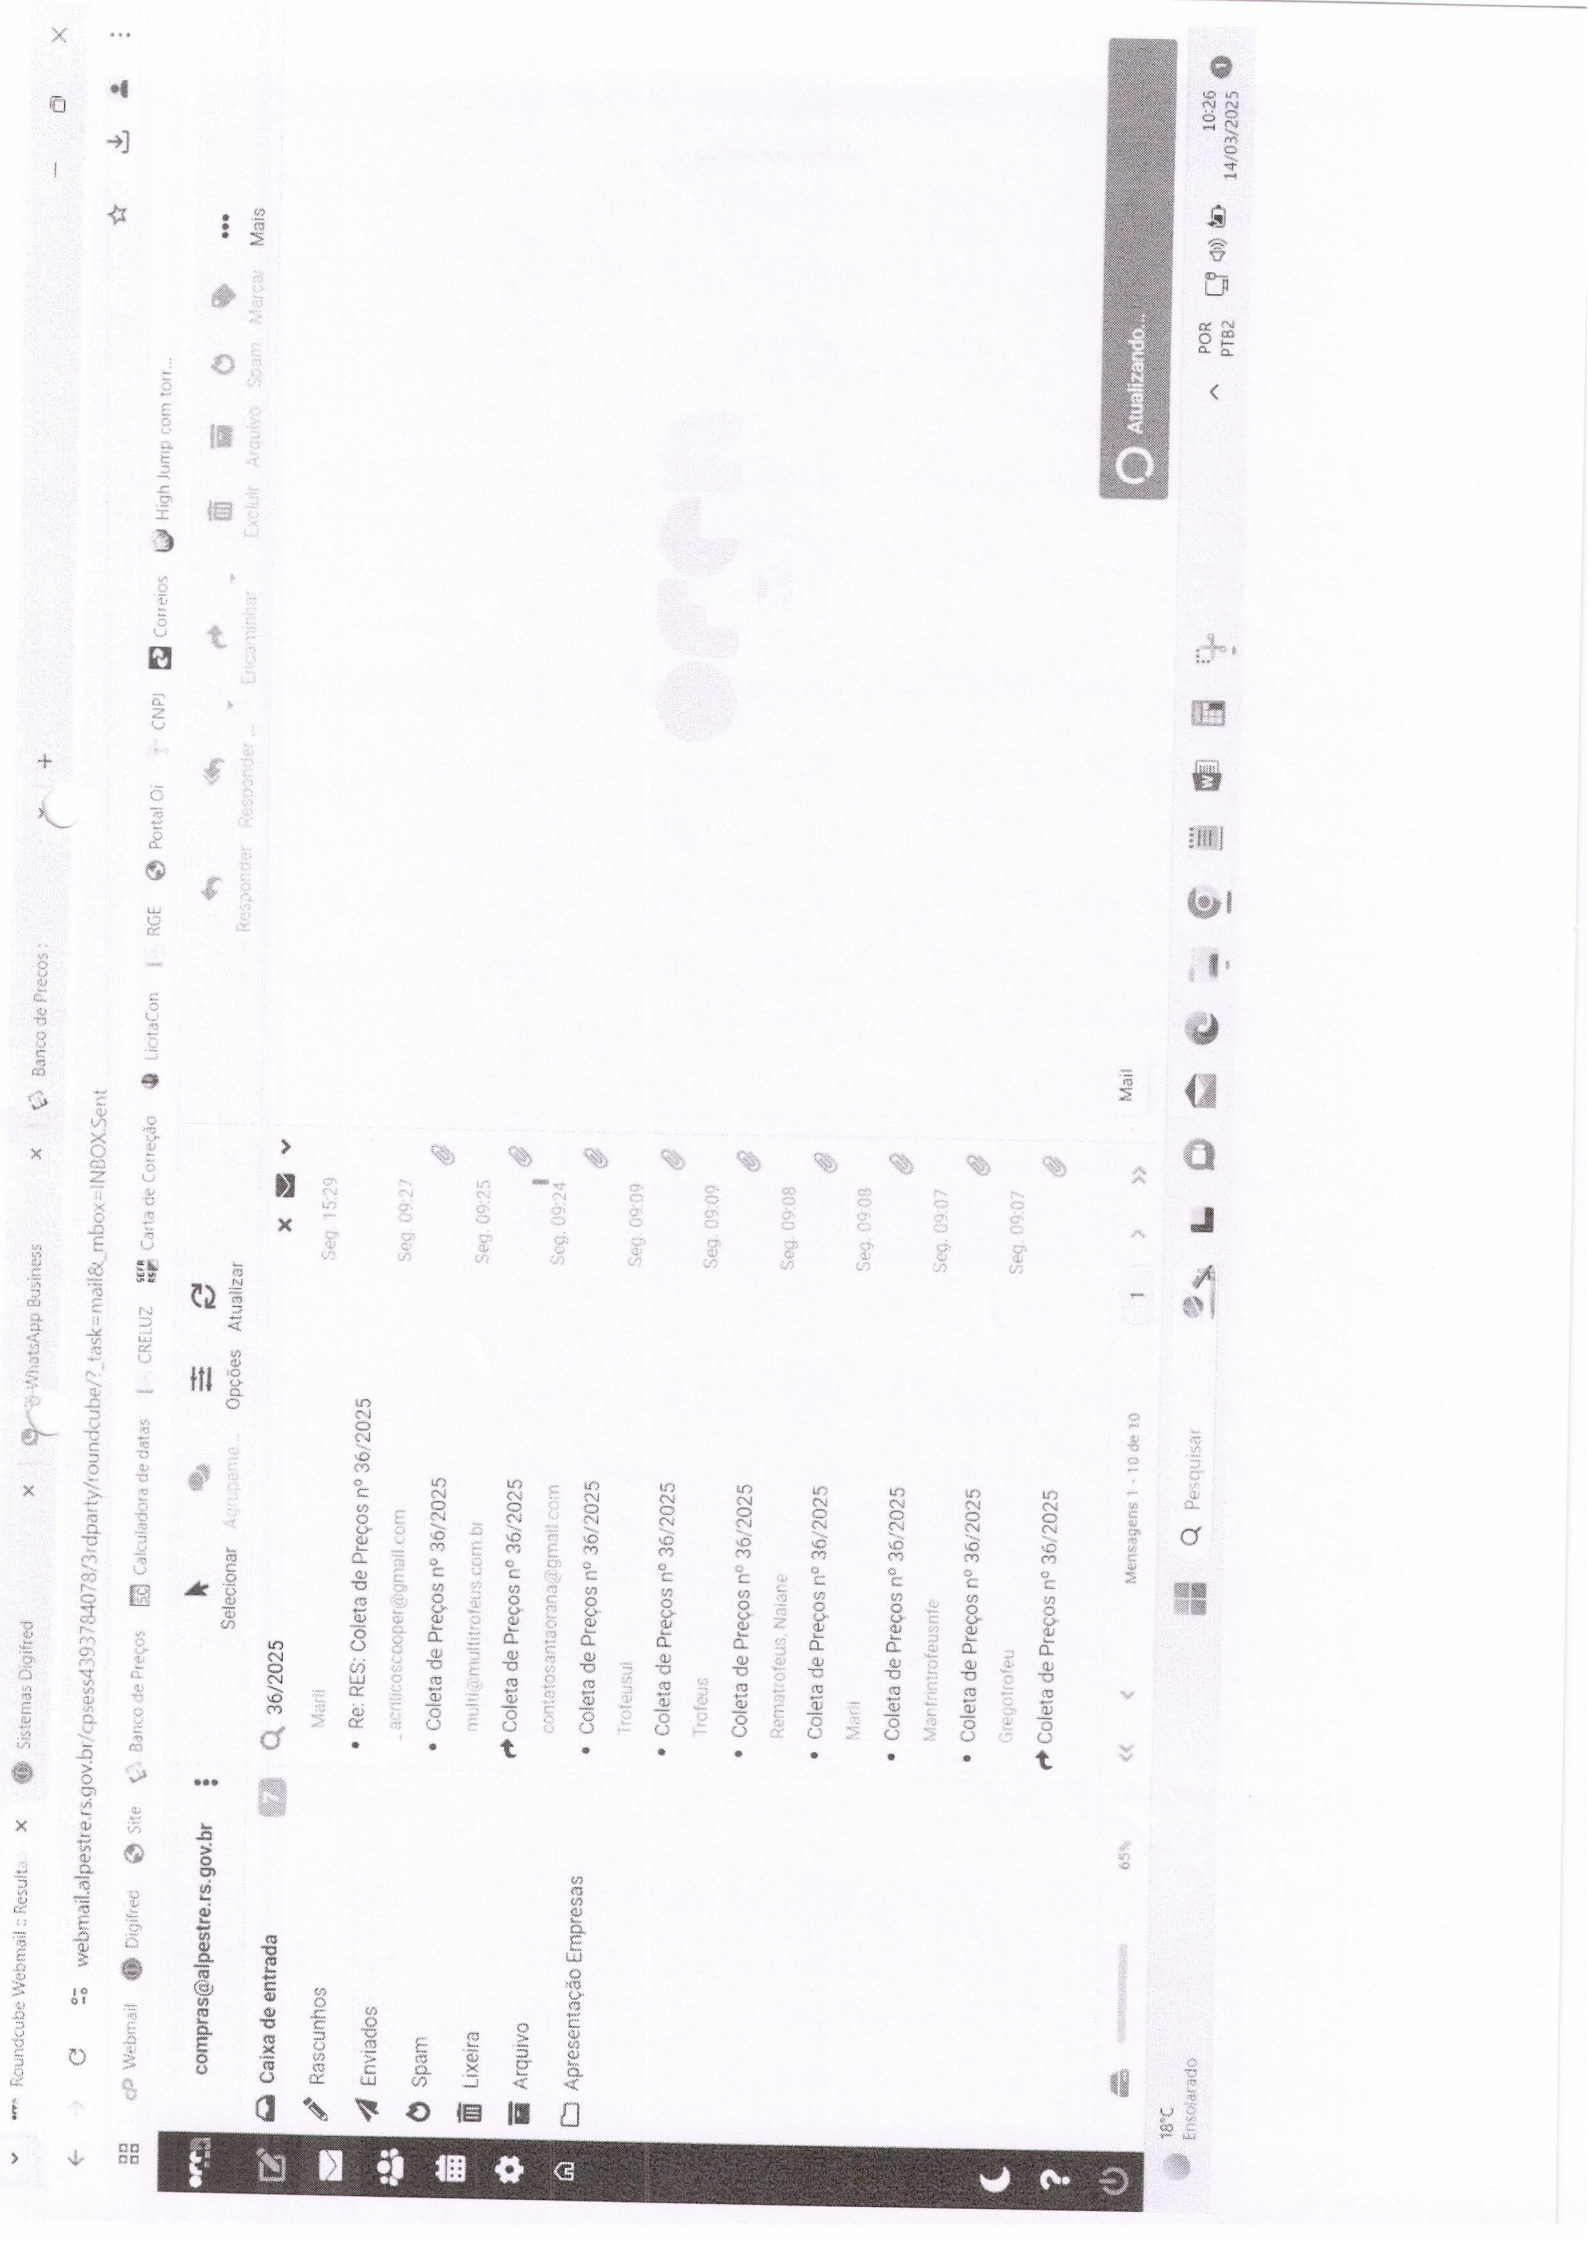 Roundcube Webmail :: Resulta
Sistemas Digifred
WhatsApp Business
Banco de Preços :
webmail.alpestre.rs.gov.br/cpsess4393784078/3rdparty/roundcube/?_task=mail&_mbox=INBOX.Sent
Webmail Digifred Site Banco de Preços Calculadora de datas CRELUZ Carta de Correção LicitaCon RGE Portal Oi CNPJ Correios High Jump com torr...
compras@alpestre.rs.gov.br
Selecionar Agrupame... Opções Atualizar
Responder Responder ... Encaminhar Excluir Arquivo Spam Marcar Mais
Caixa de entrada 7
Rascunhos
Enviados
Spam
Lixeira
Arquivo
Apresentação Empresas
36/2025
Marli Seg. 15:29
• Re: RES: Coleta de Preços nº 36/2025
acrilicoscooper@gmail.com Seg. 09:27
• Coleta de Preços nº 36/2025
multi@multitrofeus.com.br Seg. 09:25
Coleta de Preços nº 36/2025
contatosantaorana@gmail.com Seg. 09:24
• Coleta de Preços nº 36/2025
Trofeusul Seg. 09:09
• Coleta de Preços nº 36/2025
Trofeus Seg. 09:09
• Coleta de Preços nº 36/2025
Rematrofeus, Naiane Seg. 09:08
• Coleta de Preços nº 36/2025
Marli Seg. 09:08
• Coleta de Preços nº 36/2025
Manfrintrofeusnfe Seg. 09:07
• Coleta de Preços nº 36/2025
Gregotrofeu Seg. 09:07
Coleta de Preços nº 36/2025
65%
Mensagens 1 - 10 de 10
1
Mail
Atualizando...
18°C
Ensolarado
Pesquisar
POR
PTB2
10:26
14/03/2025
1